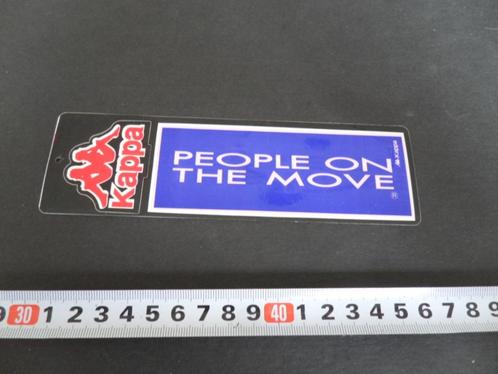 Kappa
PEOPLE ON
THE MOVE
®
Kappa
9 30 1 2 3 4 5 6 7 8 9 40 1 2 3 4 5 6 7 8